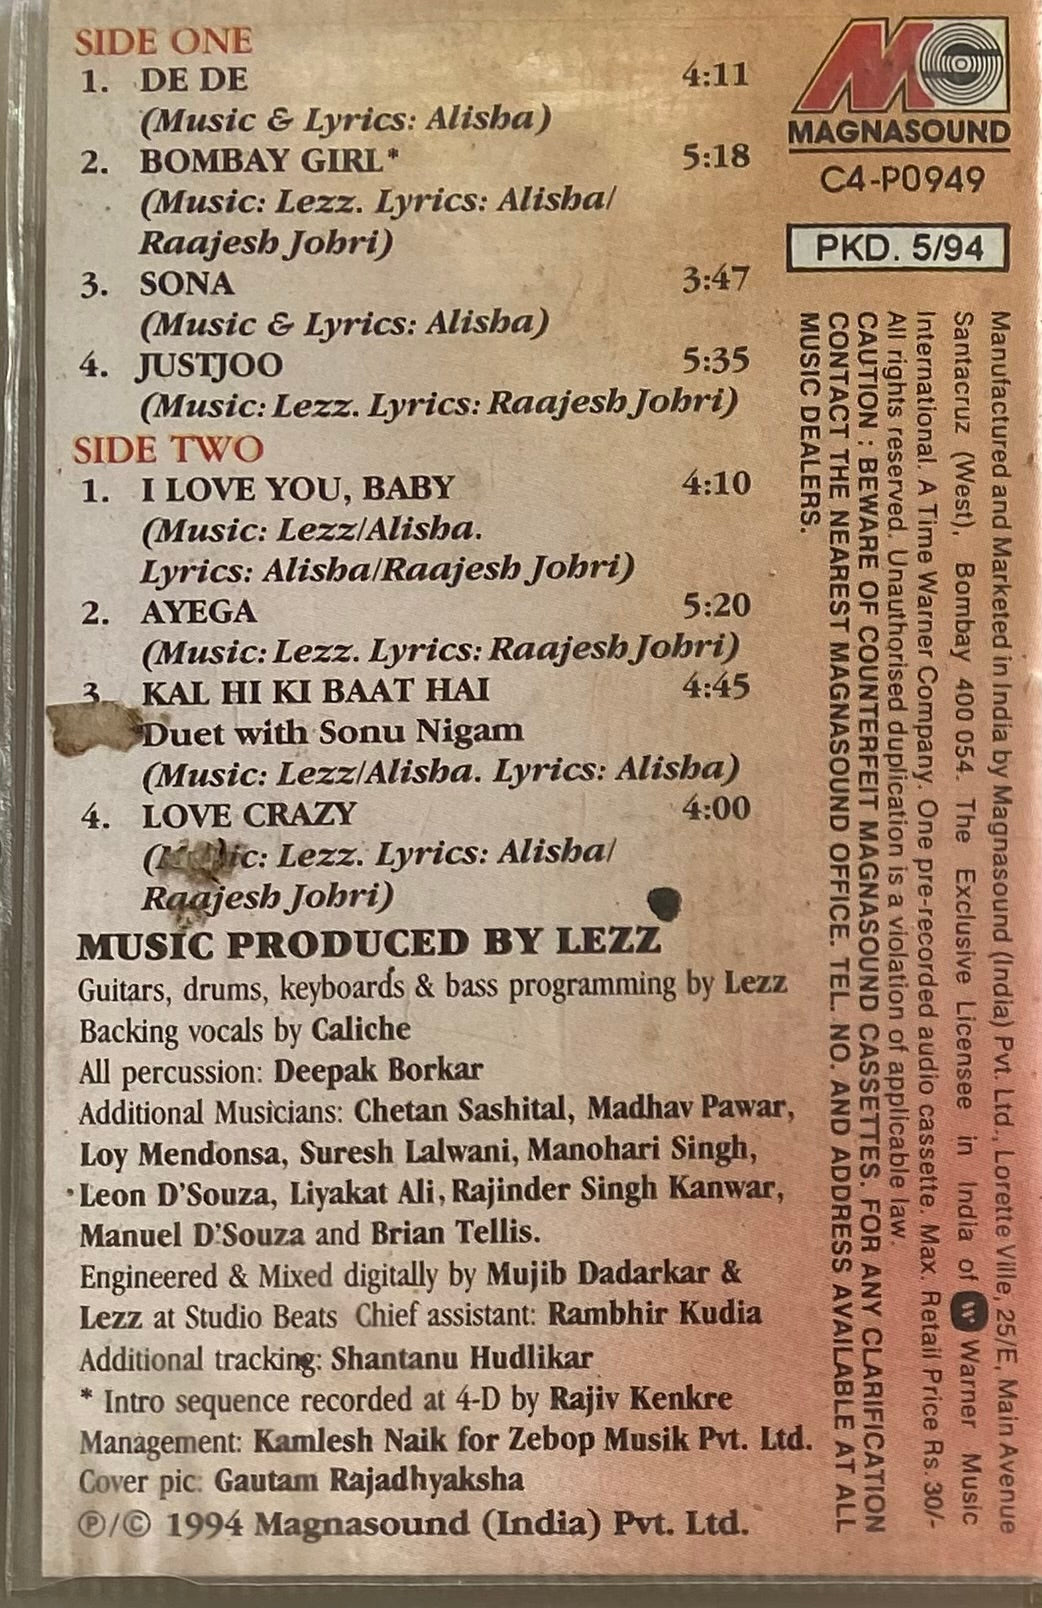 SIDE ONE
1. DE DE 4:11
(Music & Lyrics: Alisha)
2. BOMBAY GIRL* 5:18
(Music: Lezz. Lyrics: Alisha/
Raajesh Johri)
3. SONA 3:47
(Music & Lyrics: Alisha)
4. JUSTJOO 5:35
(Music: Lezz. Lyrics: Raajesh Johri)
SIDE TWO
1. I LOVE YOU, BABY 4:10
(Music: Lezz/Alisha.
Lyrics: Alisha/Raajesh Johri)
2. AYEGA 5:20
(Music: Lezz. Lyrics: Raajesh Johri)
3. KAL HI KI BAAT HAI 4:45
Duet with Sonu Nigam
(Music: Lezz/Alisha. Lyrics: Alisha)
4. LOVE CRAZY 4:00
(Music: Lezz. Lyrics: Alisha/
Raajesh Johri)
MUSIC PRODUCED BY LEZZ
Guitars, drums, keyboards & bass programming by Lezz
Backing vocals by Caliche
All percussion: Deepak Borkar
Additional Musicians: Chetan Sashital, Madhav Pawar,
Loy Mendonsa, Suresh Lalwani, Manohari Singh,
Leon D'Souza, Liyakat Ali, Rajinder Singh Kanwar,
Manuel D'Souza and Brian Tellis.
Engineered & Mixed digitally by Mujib Dadarkar &
Lezz at Studio Beats Chief assistant: Rambhir Kudia
Additional tracking: Shantanu Hudlikar
* Intro sequence recorded at 4-D by Rajiv Kenkre
Management: Kamlesh Naik for Zebop Musik Pvt. Ltd.
Cover pic: Gautam Rajadhyaksha
℗/© 1994 Magnasound (India) Pvt. Ltd.
MAGNASOUND
C4-P0949
PKD. 5/94
Manufactured and Marketed in India by Magnasound (India) Pvt. Ltd., Lorette Ville, 25/E, Main Avenue
Santacruz (West), Bombay 400 054. The Exclusive Licensee in India of Warner Music
International. A Time Warner Company. One pre-recorded audio cassette. Max. Retail Price Rs. 30/-
All rights reserved. Unauthorised duplication is a violation of applicable law.
CAUTION : BEWARE OF COUNTERFEIT MAGNASOUND CASSETTES. FOR ANY CLARIFICATION
CONTACT THE NEAREST MAGNASOUND OFFICE. TEL. NO. AND ADDRESS AVAILABLE AT ALL
MUSIC DEALERS.